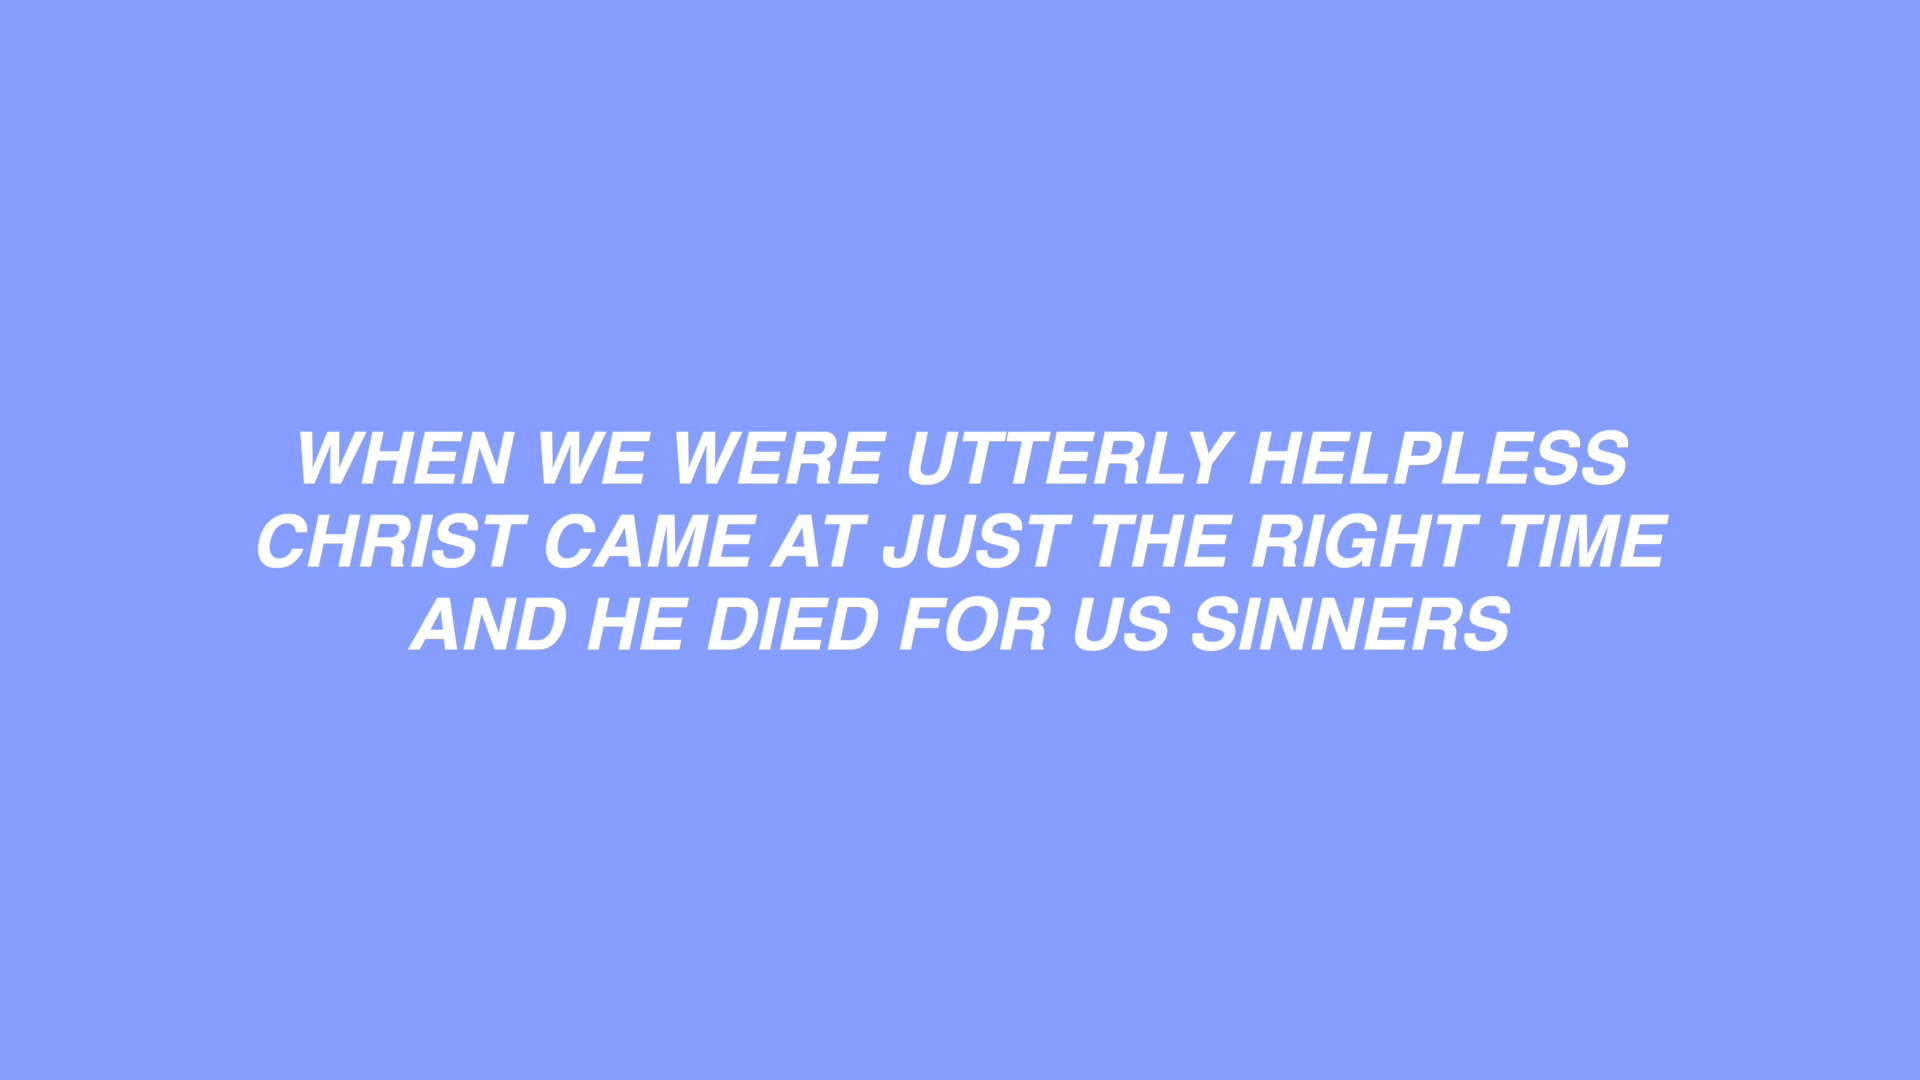 WHEN WE WERE UTTERLY HELPLESS
CHRIST CAME AT JUST THE RIGHT TIME
AND HE DIED FOR US SINNERS